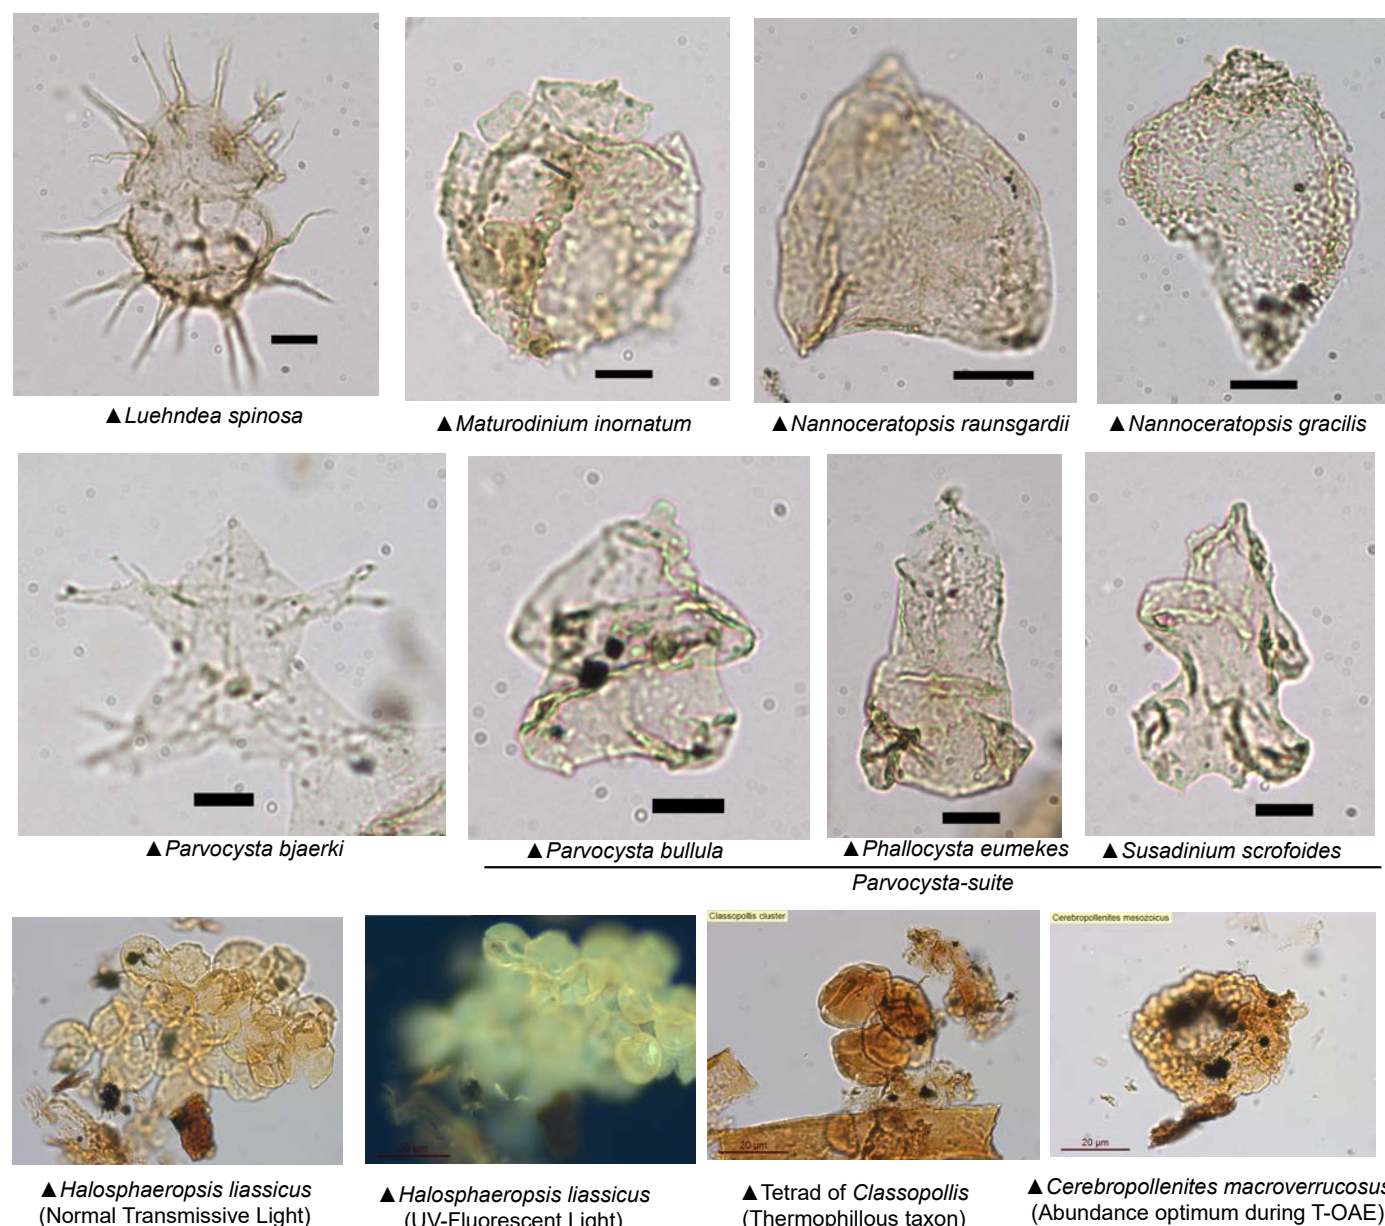 ▲Luehndea spinosa
▲Maturodinium inornatum
▲Nannoceratopsis raunsgardii
▲Nannoceratopsis gracilis
▲Parvocysta bjaerki
▲Parvocysta bullula
▲Phallocysta eumekes
▲Susadinium scrofoides
Parvocysta-suite
Classopollis cluster
Cerebropollenites mesozoicus
20 µm
20 µm
20 µm
▲Halosphaeropsis liassicus
(Normal Transmissive Light)
▲Halosphaeropsis liassicus
(UV-Fluorescent Light)
▲Tetrad of Classopollis
(Thermophillous taxon)
▲Cerebropollenites macroverrucosus
(Abundance optimum during T-OAE)